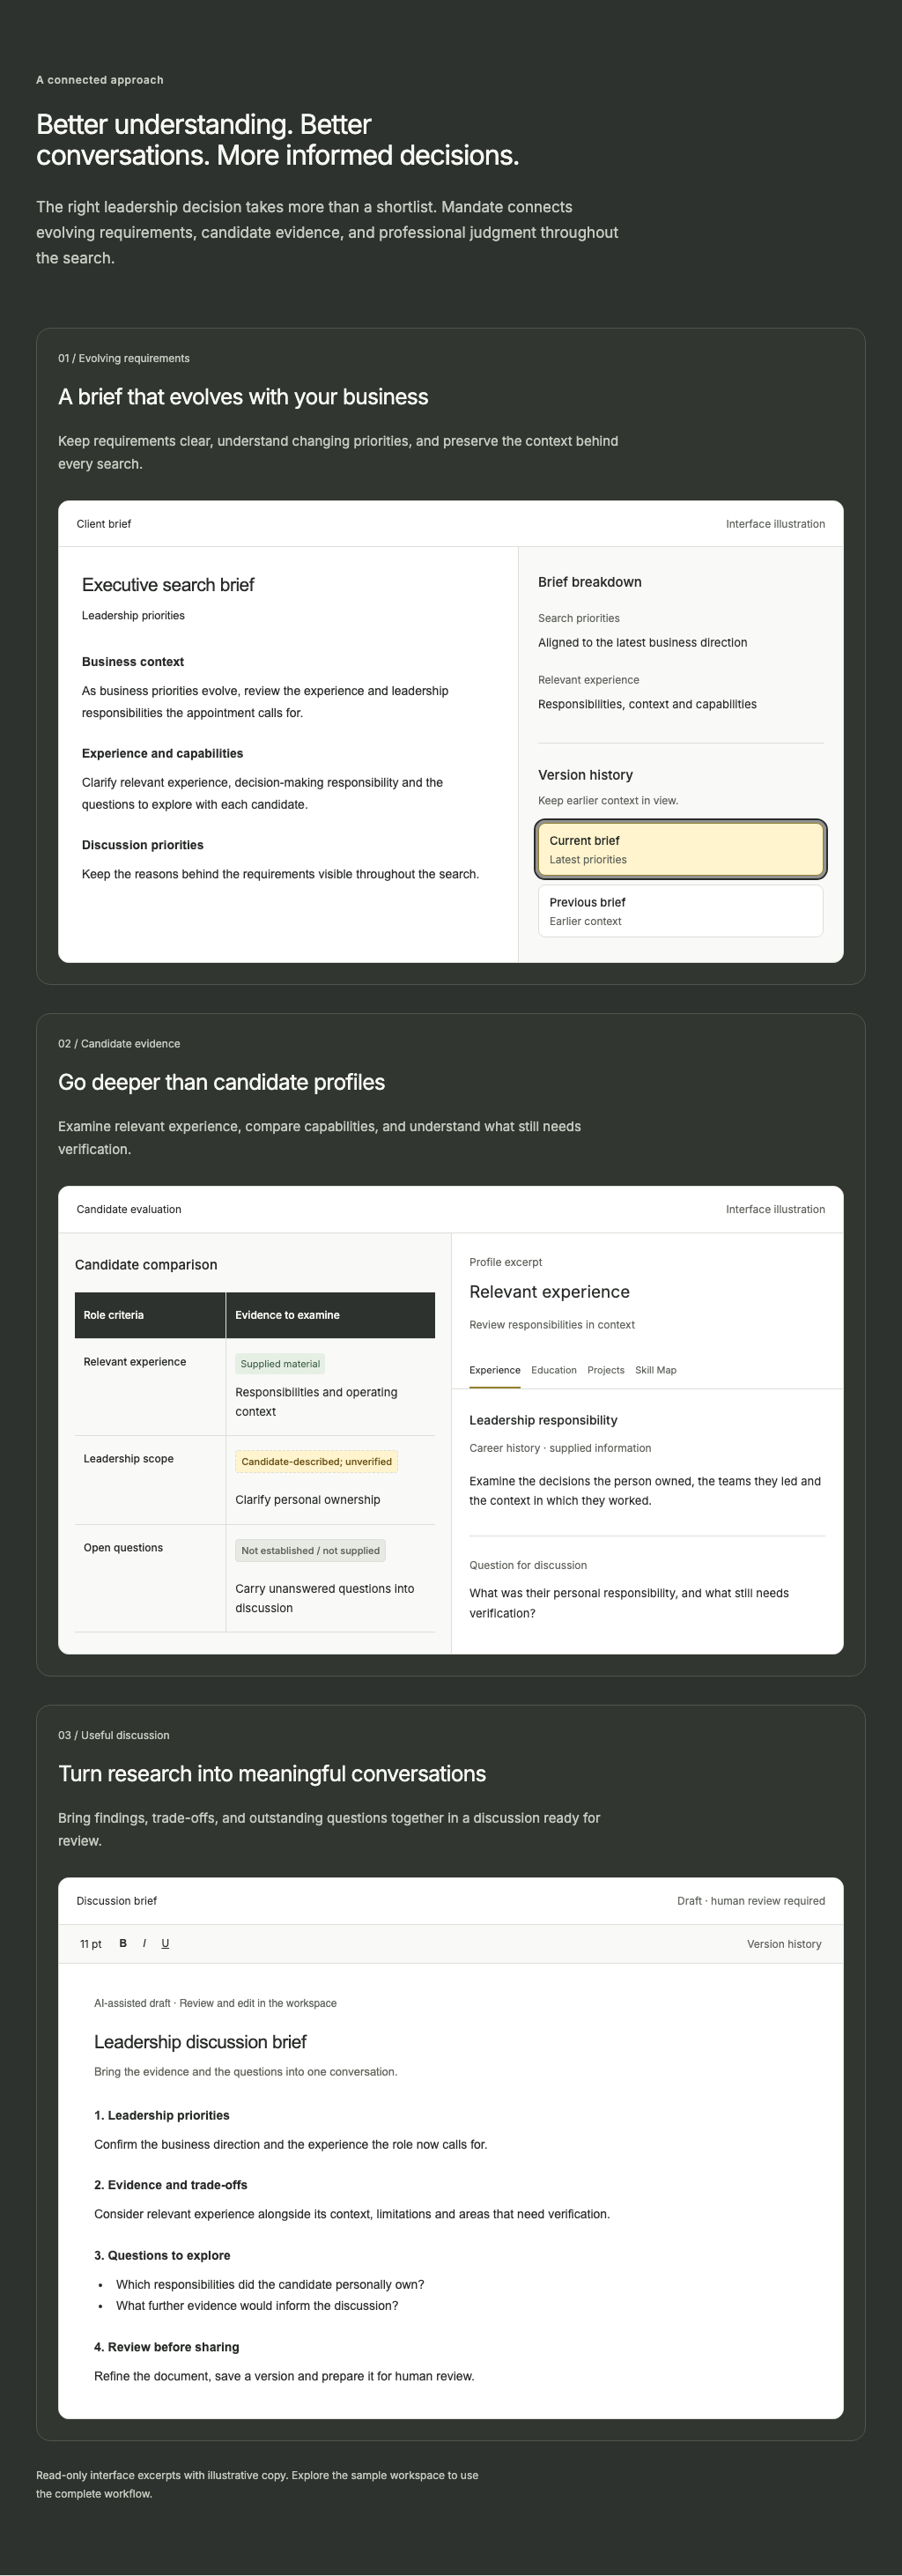 A connected approach
Better understanding. Better
conversations. More informed decisions.
The right leadership decision takes more than a shortlist. Mandate connects
evolving requirements, candidate evidence, and professional judgment throughout
the search.
01 / Evolving requirements
A brief that evolves with your business
Keep requirements clear, understand changing priorities, and preserve the context behind
every search.
Client brief
Interface illustration
Executive search brief
Leadership priorities
Business context
As business priorities evolve, review the experience and leadership
responsibilities the appointment calls for.
Experience and capabilities
Clarify relevant experience, decision-making responsibility and the
questions to explore with each candidate.
Discussion priorities
Keep the reasons behind the requirements visible throughout the search.
Brief breakdown
Search priorities
Aligned to the latest business direction
Relevant experience
Responsibilities, context and capabilities
Version history
Keep earlier context in view.
Current brief
Latest priorities
Previous brief
Earlier context
02 / Candidate evidence
Go deeper than candidate profiles
Examine relevant experience, compare capabilities, and understand what still needs
verification.
Candidate evaluation
Interface illustration
Candidate comparison
Role criteria
Evidence to examine
Relevant experience
Supplied material
Responsibilities and operating
context
Leadership scope
Candidate-described; unverified
Clarify personal ownership
Open questions
Not established / not supplied
Carry unanswered questions into
discussion
Profile excerpt
Relevant experience
Review responsibilities in context
Experience Education Projects Skill Map
Leadership responsibility
Career history · supplied information
Examine the decisions the person owned, the teams they led and
the context in which they worked.
Question for discussion
What was their personal responsibility, and what still needs
verification?
03 / Useful discussion
Turn research into meaningful conversations
Bring findings, trade-offs, and outstanding questions together in a discussion ready for
review.
Discussion brief
Draft · human review required
11 pt B I U
Version history
AI-assisted draft · Review and edit in the workspace
Leadership discussion brief
Bring the evidence and the questions into one conversation.
1. Leadership priorities
Confirm the business direction and the experience the role now calls for.
2. Evidence and trade-offs
Consider relevant experience alongside its context, limitations and areas that need verification.
3. Questions to explore
• Which responsibilities did the candidate personally own?
• What further evidence would inform the discussion?
4. Review before sharing
Refine the document, save a version and prepare it for human review.
Read-only interface excerpts with illustrative copy. Explore the sample workspace to use
the complete workflow.